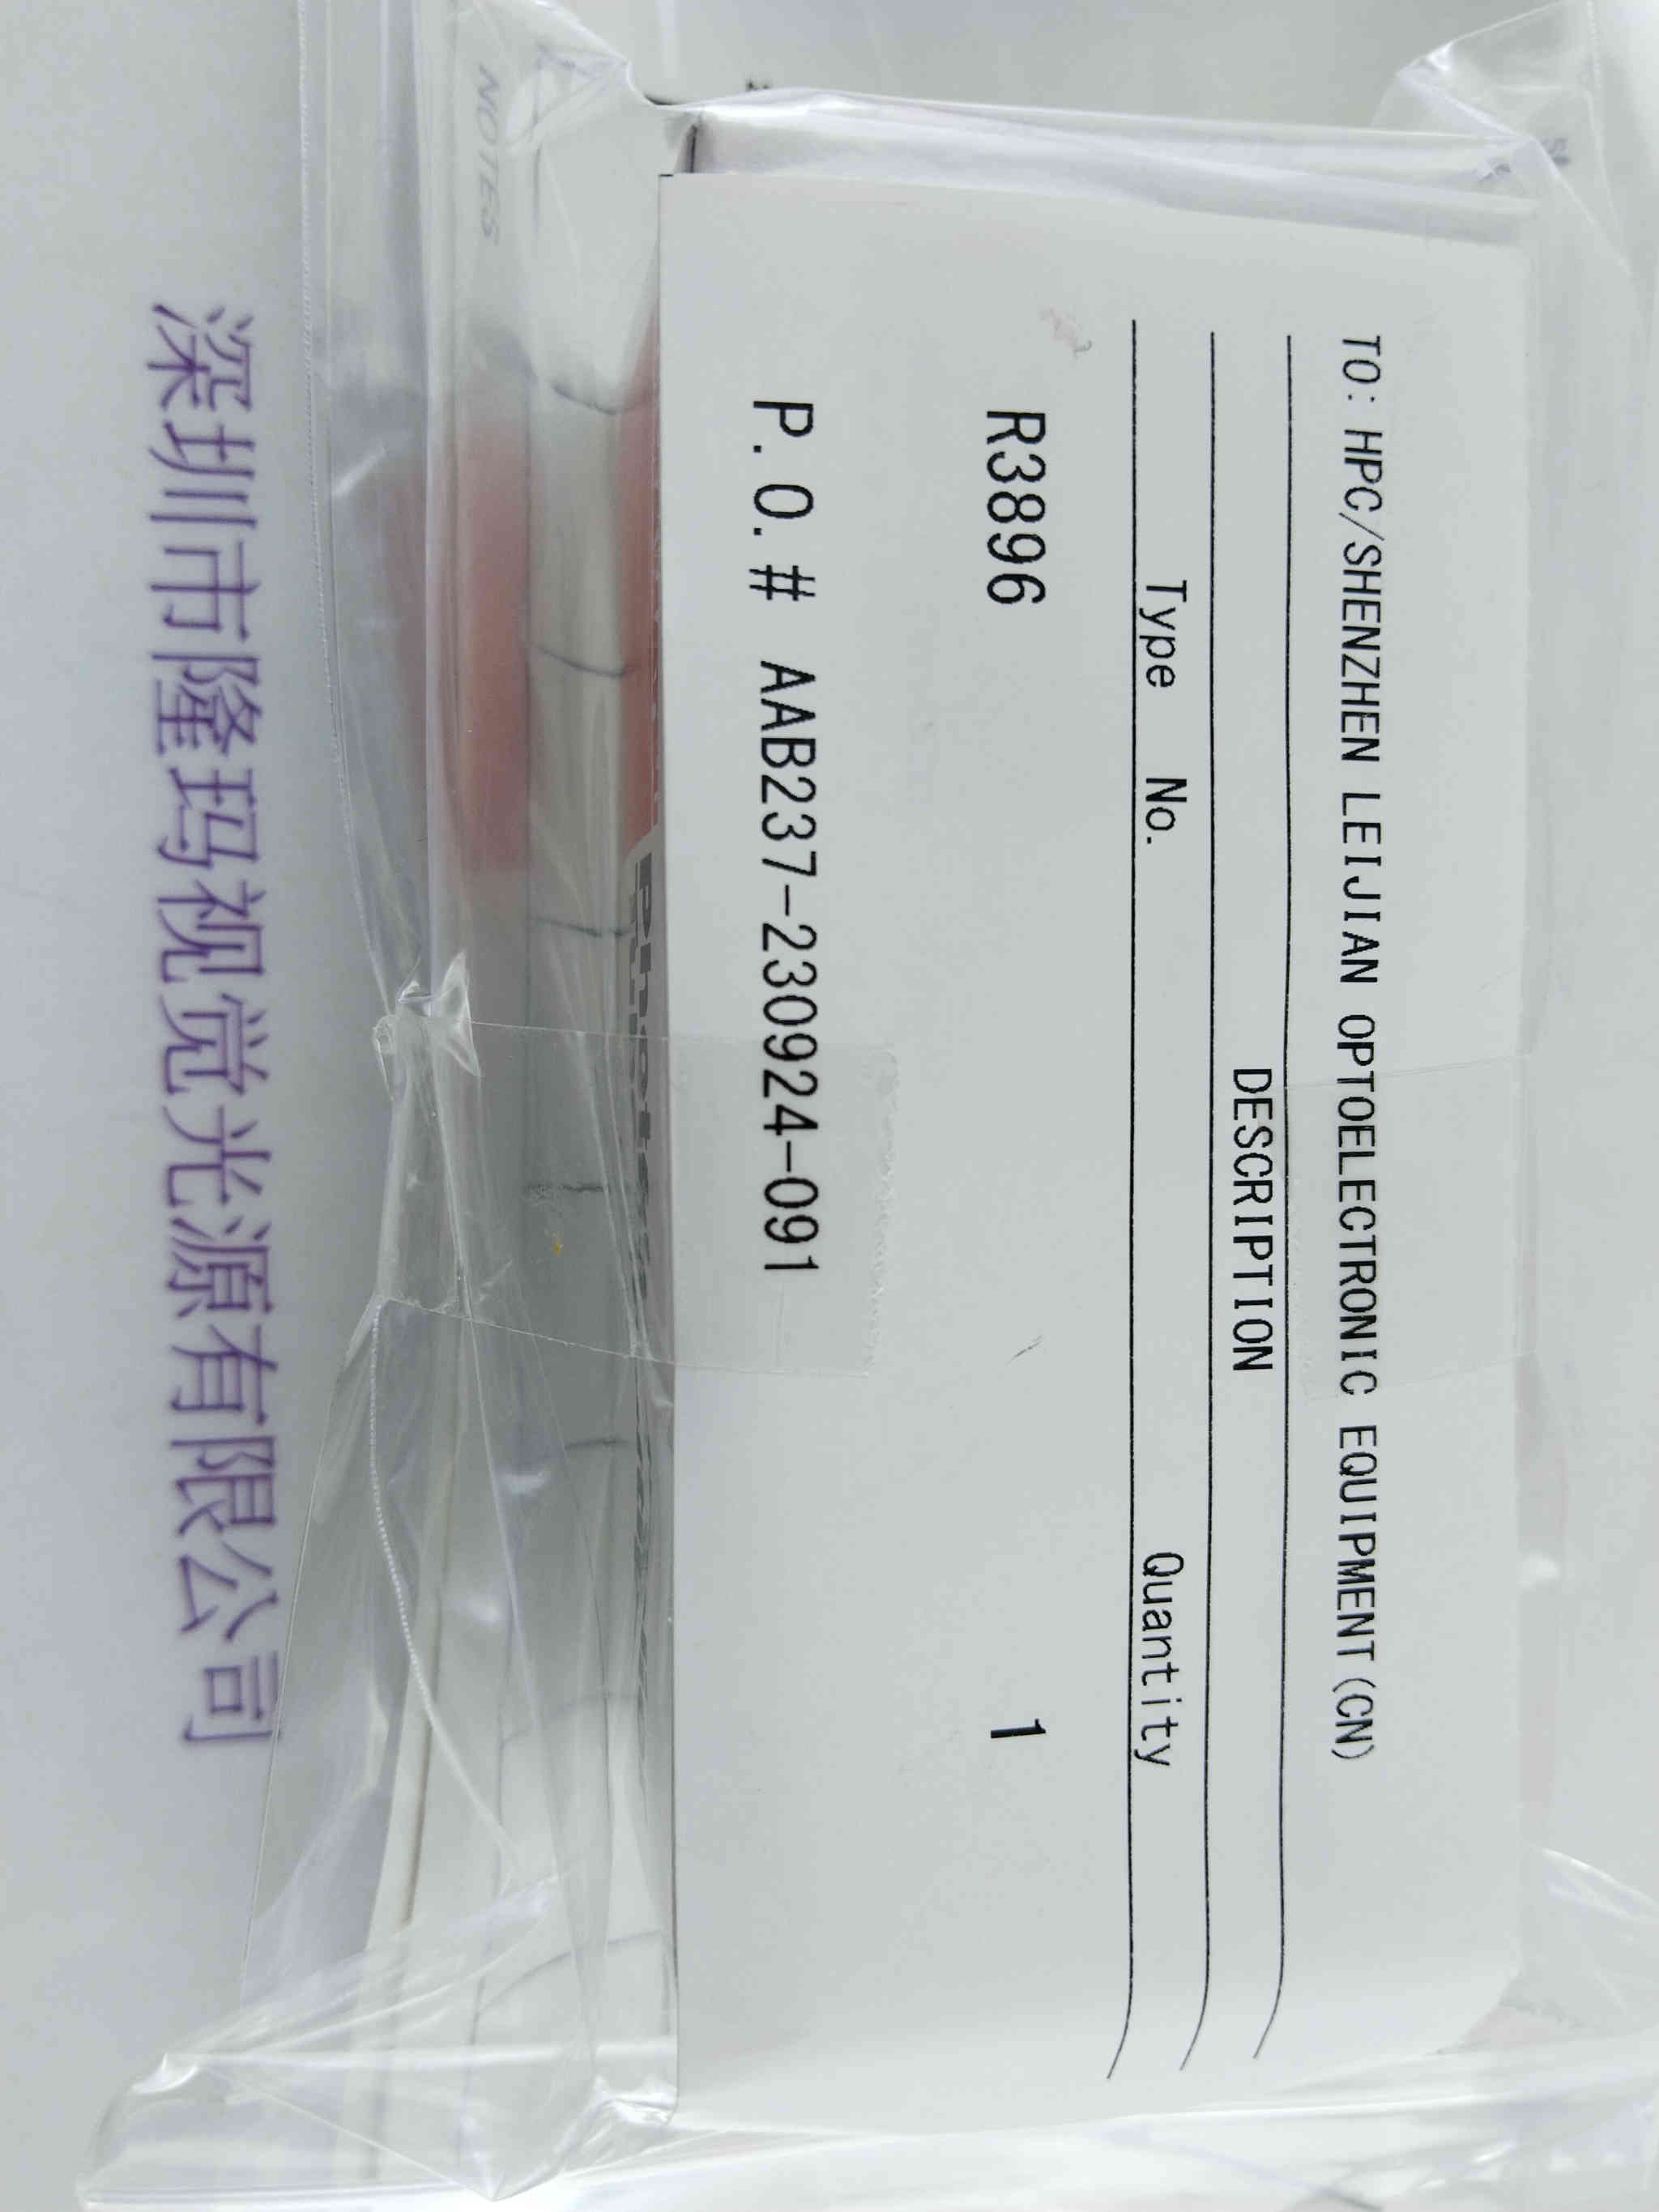 TO: HPC/SHENZHEN LEIJIAN OPTOELECTRONIC EQUIPMENT(CN)
DESCRIPTION
Type No. Quantity
R3896 1
P.O.# AAB237-230924-091
NOTES
深圳市隆玛视觉光源有限公司